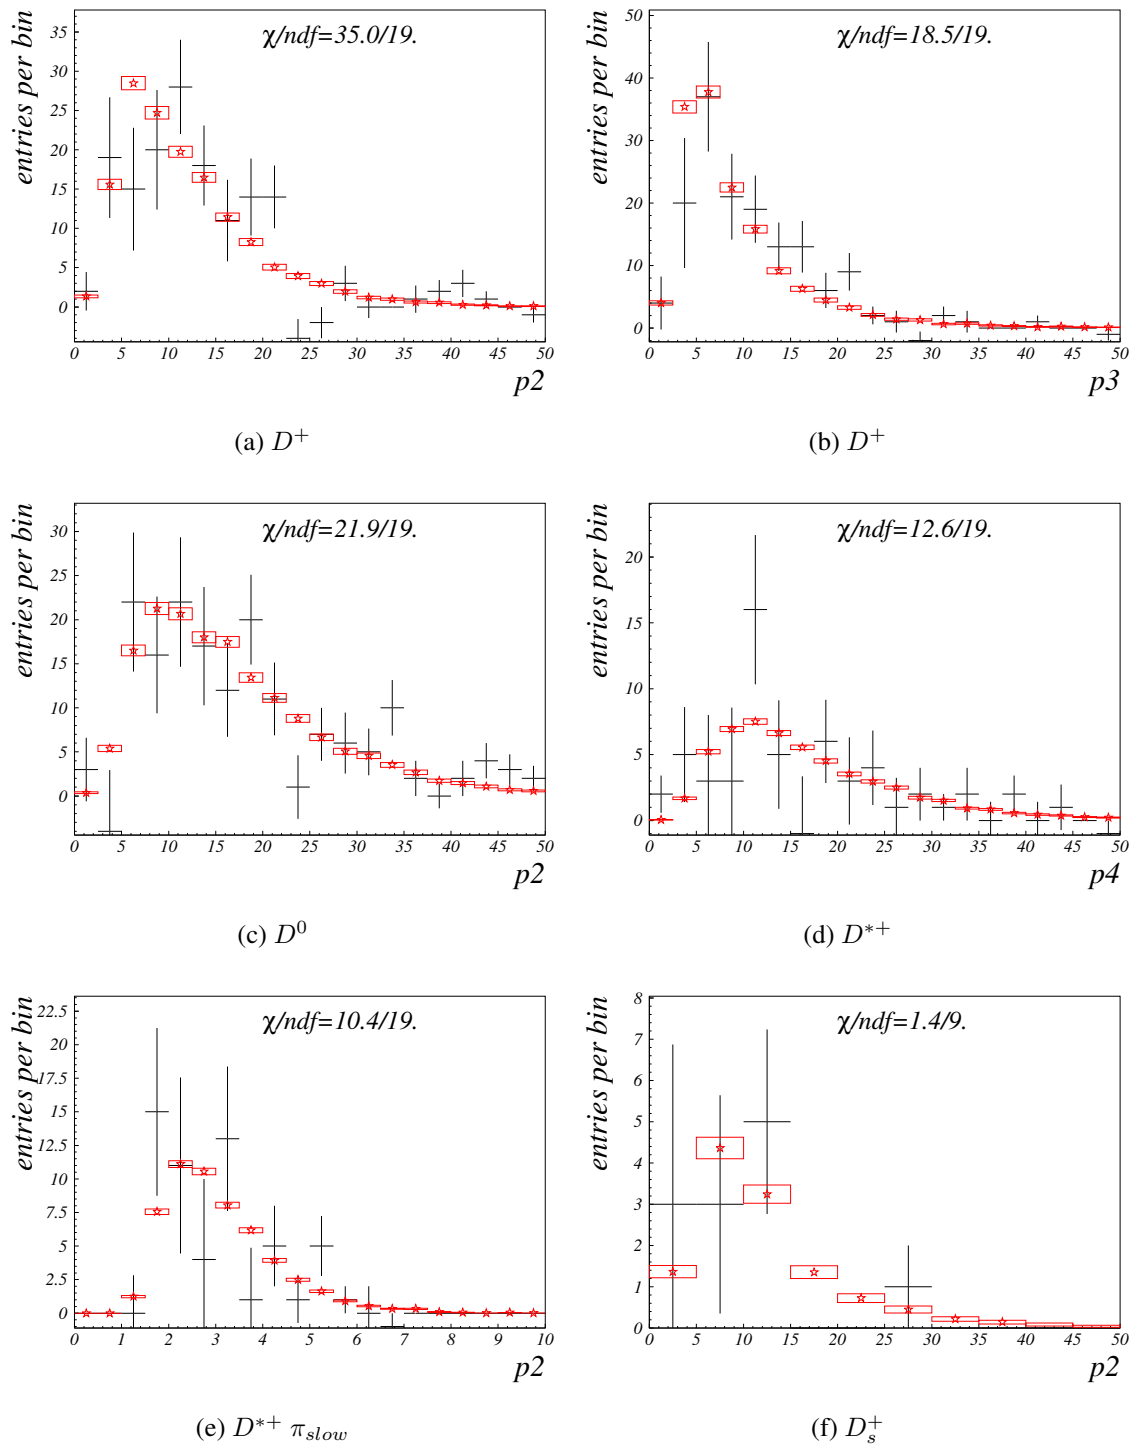 χ/ndf=35.0/19.
entries per bin
35
30
25
20
15
10
5
0
0 5 10 15 20 25 30 35 40 45 50
p2
(a) D⁺
χ/ndf=18.5/19.
entries per bin
50
40
30
20
10
0
0 5 10 15 20 25 30 35 40 45 50
p3
(b) D⁺
χ/ndf=21.9/19.
entries per bin
30
25
20
15
10
5
0
0 5 10 15 20 25 30 35 40 45 50
p2
(c) D⁰
χ/ndf=12.6/19.
entries per bin
20
15
10
5
0
0 5 10 15 20 25 30 35 40 45 50
p4
(d) D*⁺
χ/ndf=10.4/19.
entries per bin
22.5
20
17.5
15
12.5
10
7.5
5
2.5
0
0 1 2 3 4 5 6 7 8 9 10
p2
(e) D*⁺ π_slow
χ/ndf=1.4/9.
entries per bin
8
7
6
5
4
3
2
1
0
0 5 10 15 20 25 30 35 40 45 50
p2
(f) D_s⁺